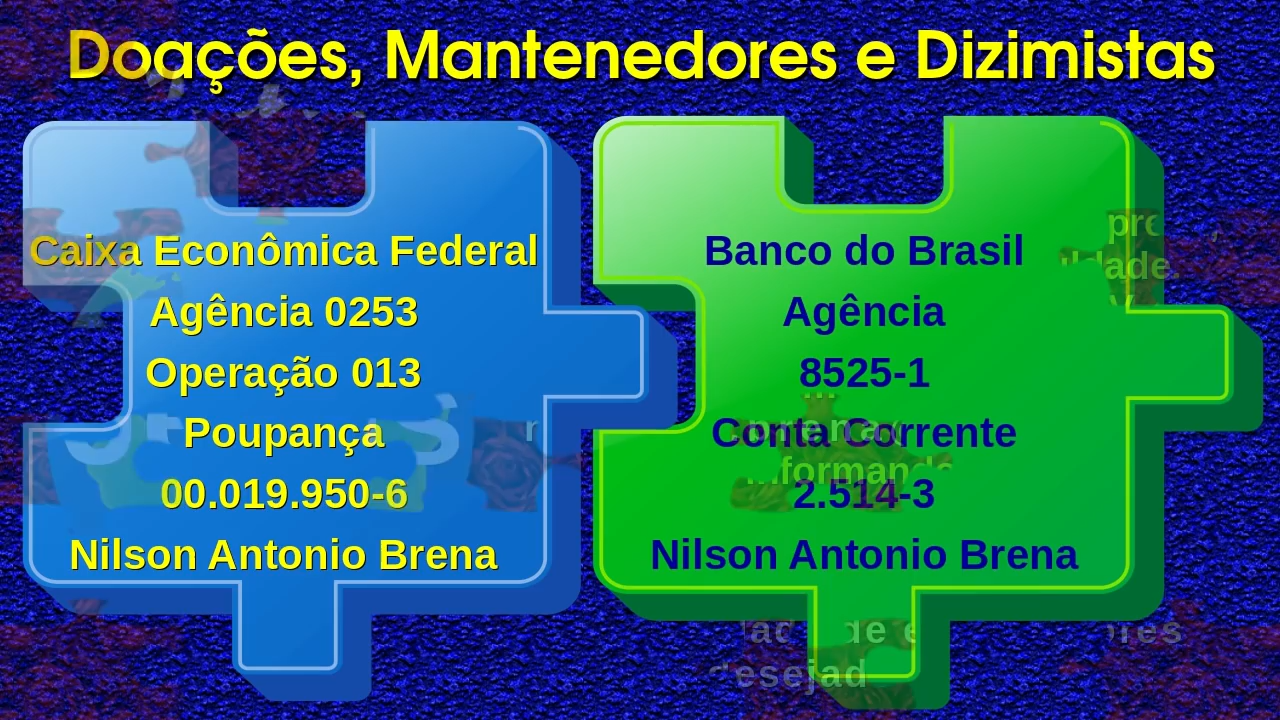 Doações, Mantenedores e Dizimistas
Caixa Econômica Federal
Agência 0253
Operação 013
Poupança
00.019.950-6
Nilson Antonio Brena
Banco do Brasil
Agência
8525-1
Conta Corrente
2.514-3
Nilson Antonio Brena